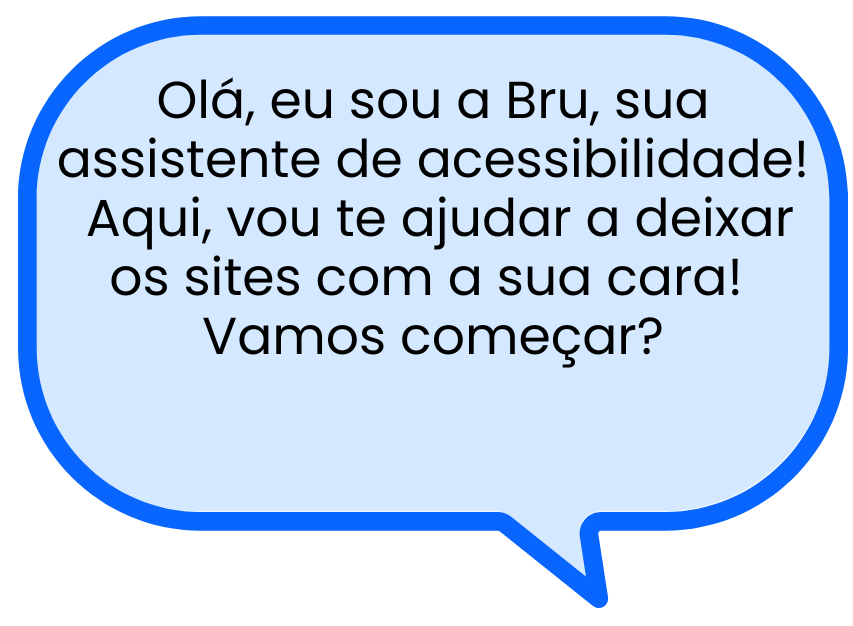 Olá, eu sou a Bru, sua
assistente de acessibilidade!
Aqui, vou te ajudar a deixar
os sites com a sua cara!
Vamos começar?